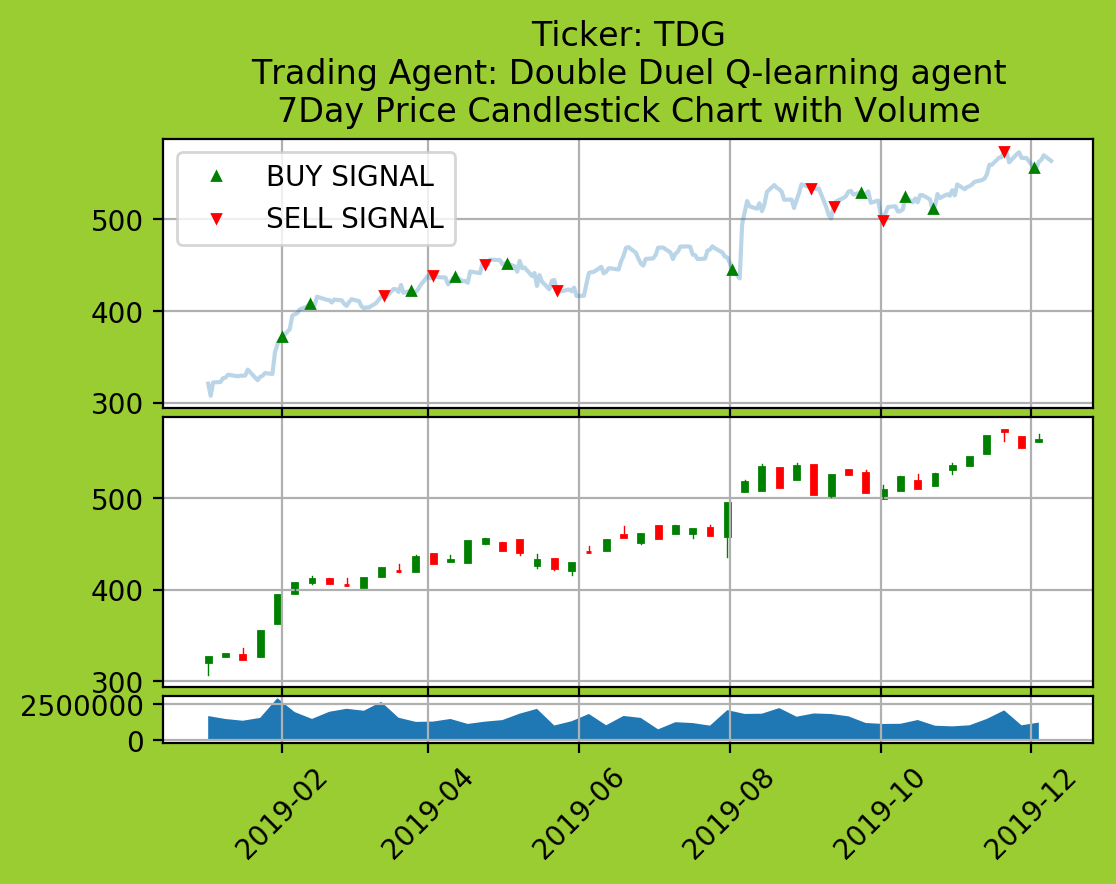 Ticker: TDG
Trading Agent: Double Duel Q-learning agent
7Day Price Candlestick Chart with Volume
BUY SIGNAL
SELL SIGNAL
500
400
300
500
400
300
2500000
0
2019-02
2019-04
2019-06
2019-08
2019-10
2019-12